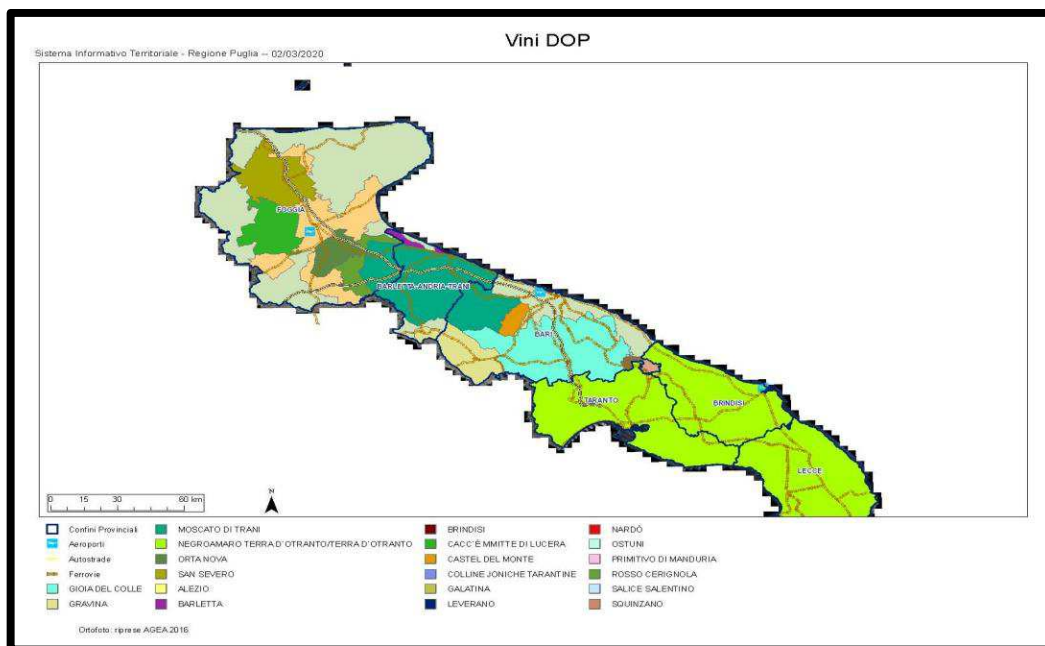 Vini DOP
Sistema Informativo Territoriale - Regione Puglia -- 02/03/2020
FOGGIA
BARLETTA-ANDRIA-TRANI
BARI
TARANTO
BRINDISI
LECCE
0 15 30 60 km
N
Confini Provinciali
Aeroporti
Autostrade
Ferrovie
GIOIA DEL COLLE
GRAVINA
MOSCATO DI TRANI
NEGROAMARO TERRA D'OTRANTO/TERRA D'OTRANTO
ORTA NOVA
SAN SEVERO
ALEZIO
BARLETTA
BRINDISI
CACC'È MMITTE DI LUCERA
CASTEL DEL MONTE
COLLINE JONICHE TARANTINE
GALATINA
LEVERANO
NARDÒ
OSTUNI
PRIMITIVO DI MANDURIA
ROSSO CERIGNOLA
SALICE SALENTINO
SQUINZANO
Ortofoto: riprese AGEA 2016